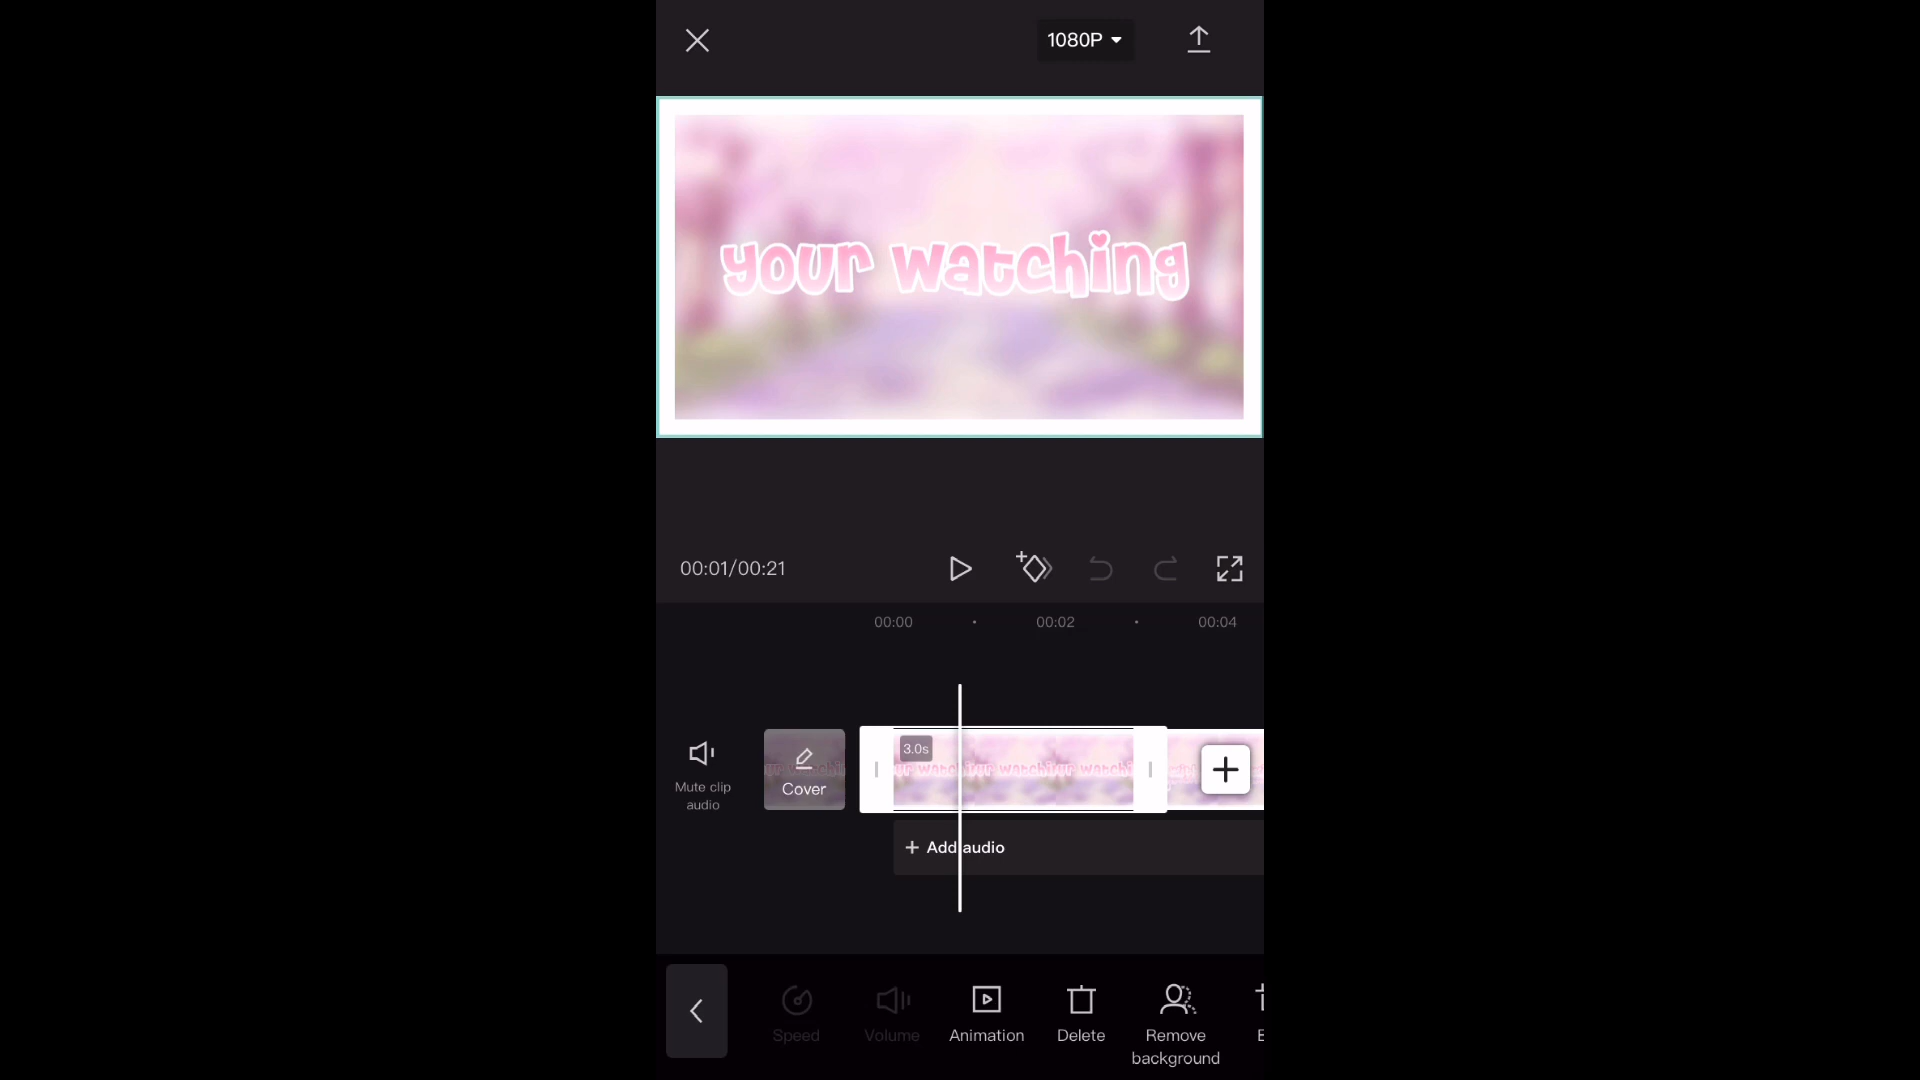 1080P
your watching
00:01/00:21
00:00
00:02
00:04
3.0s
Mute clip
audio
Cover
Add audio
Speed
Volume
Animation
Delete
Remove
background